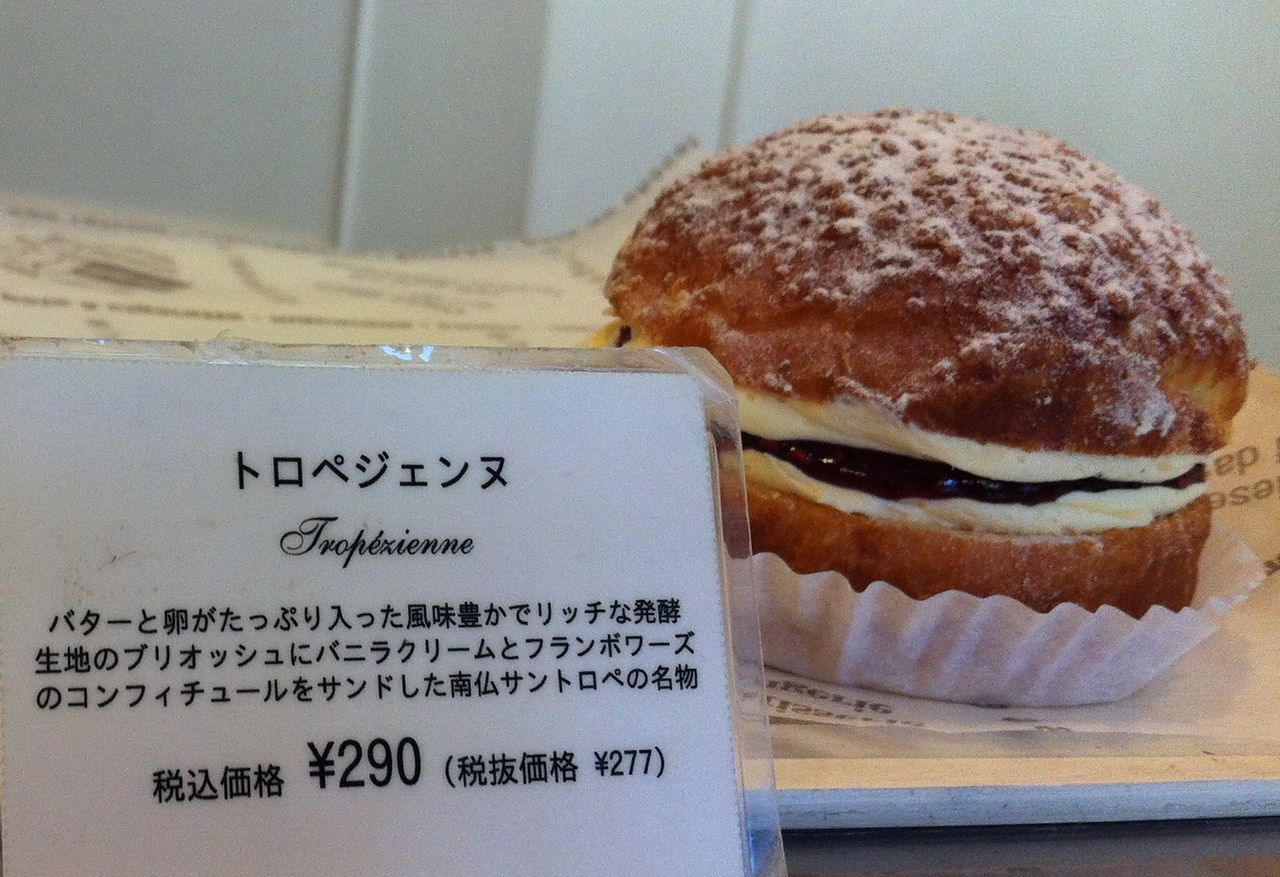 トロペジェンヌ
Tropézienne
バターと卵がたっぷり入った風味豊かでリッチな発酵
生地のブリオッシュにバニラクリームとフランボワーズ
のコンフィチュールをサンドした南仏サントロペの名物
税込価格 ¥290 (税抜価格 ¥277)